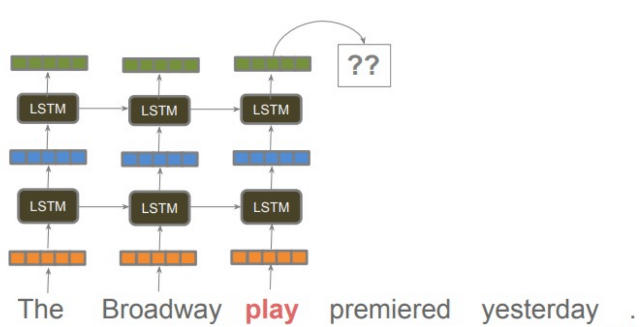 ??
LSTM LSTM LSTM
LSTM LSTM LSTM
The Broadway play premiered yesterday .